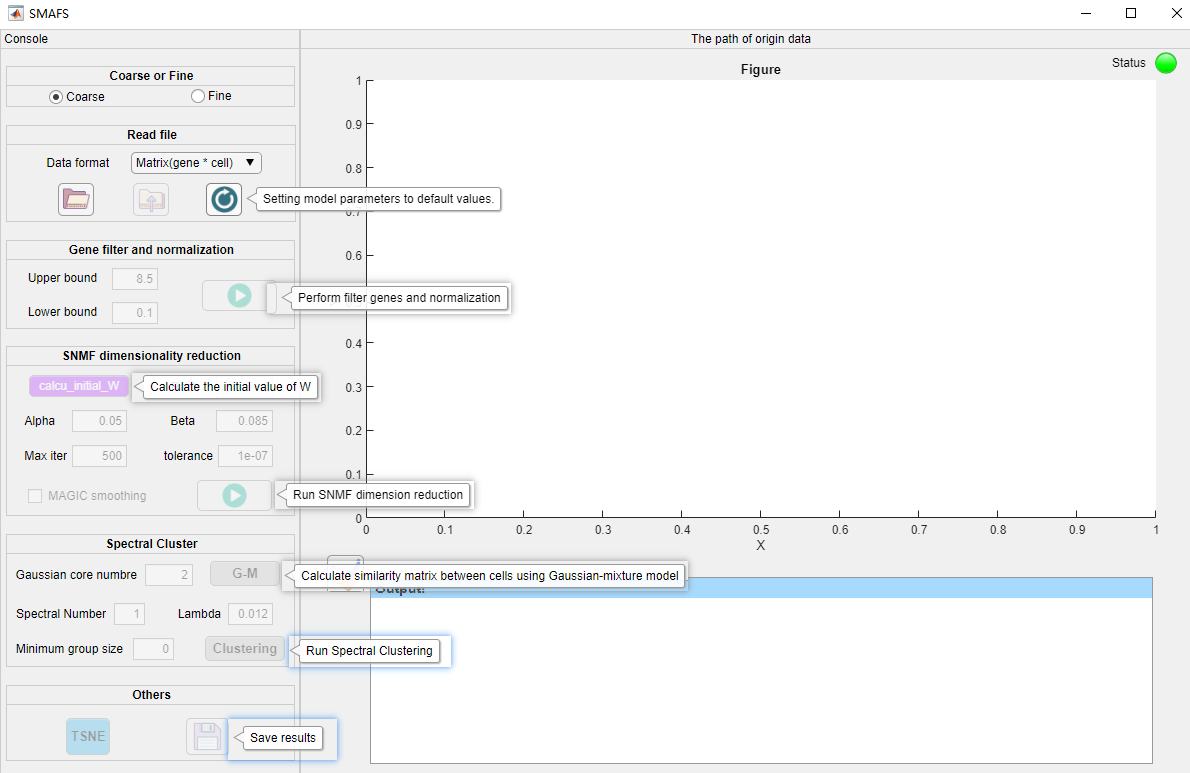 SMAFS
Console
The path of origin data
Coarse or Fine
Coarse
Fine
Read file
Data format
Matrix(gene * cell)
Setting model parameters to default values.
Gene filter and normalization
Upper bound
8.5
Lower bound
0.1
Perform filter genes and normalization
SNMF dimensionality reduction
calcu_initial_W
Calculate the initial value of W
Alpha
0.05
Beta
0.085
Max iter
500
tolerance
1e-07
MAGIC smoothing
Run SNMF dimension reduction
Spectral Cluster
Gaussian core numbre
2
G-M
Calculate similarity matrix between cells using Gaussian-mixture model
Spectral Number
1
Lambda
0.012
Minimum group size
0
Clustering
Run Spectral Clustering
Others
TSNE
Save results
Figure
Status
1
0.9
0.8
0.7
0.6
0.4
0.3
0.2
0.1
0
0
0.1
0.2
0.3
0.4
0.5
0.6
0.7
0.8
0.9
1
X
Output: